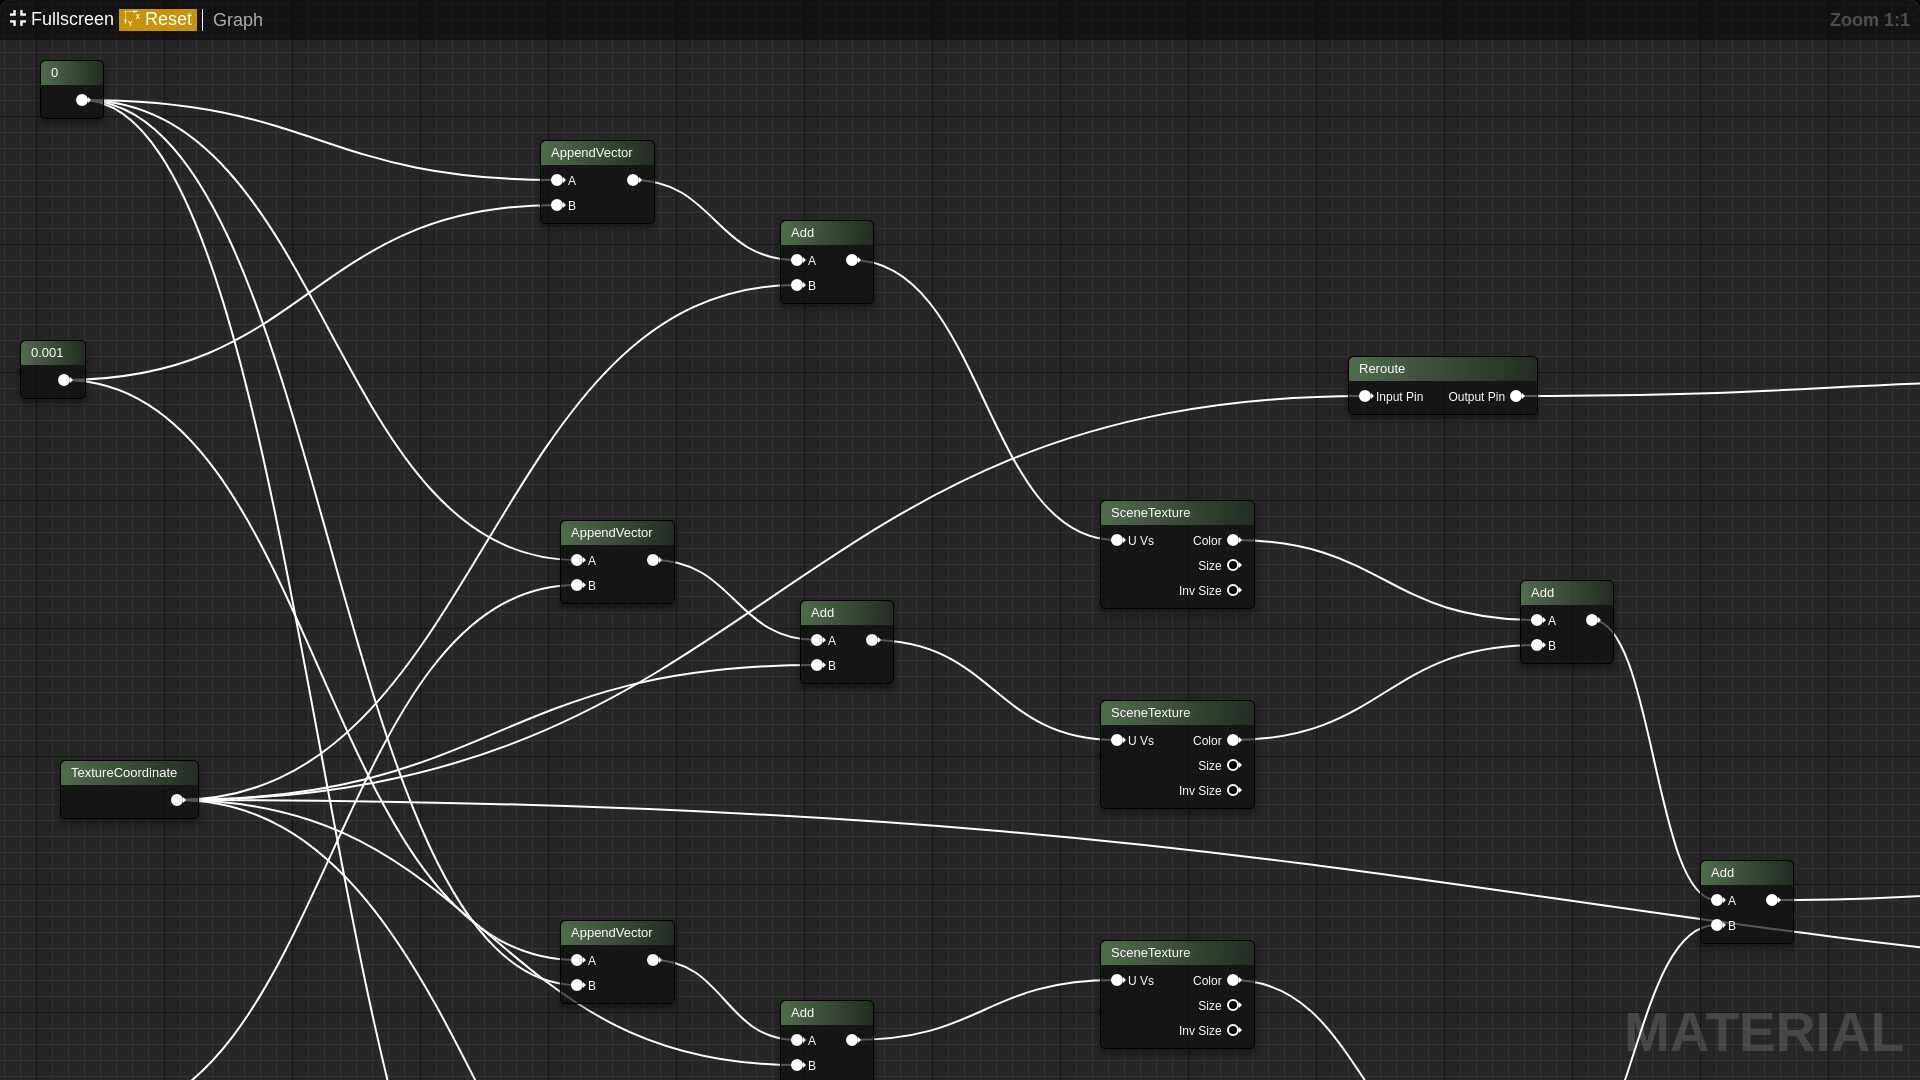 Fullscreen Reset Graph Zoom 1:1
0
AppendVector
A
B
Add
A
B
0.001
Reroute
Input Pin Output Pin
SceneTexture
U Vs Color
Size
Inv Size
AppendVector
A
B
Add
A
B
Add
A
B
SceneTexture
U Vs Color
Size
Inv Size
TextureCoordinate
Add
A
B
AppendVector
A
B
SceneTexture
U Vs Color
Size
Inv Size
Add
A
B
MATERIAL